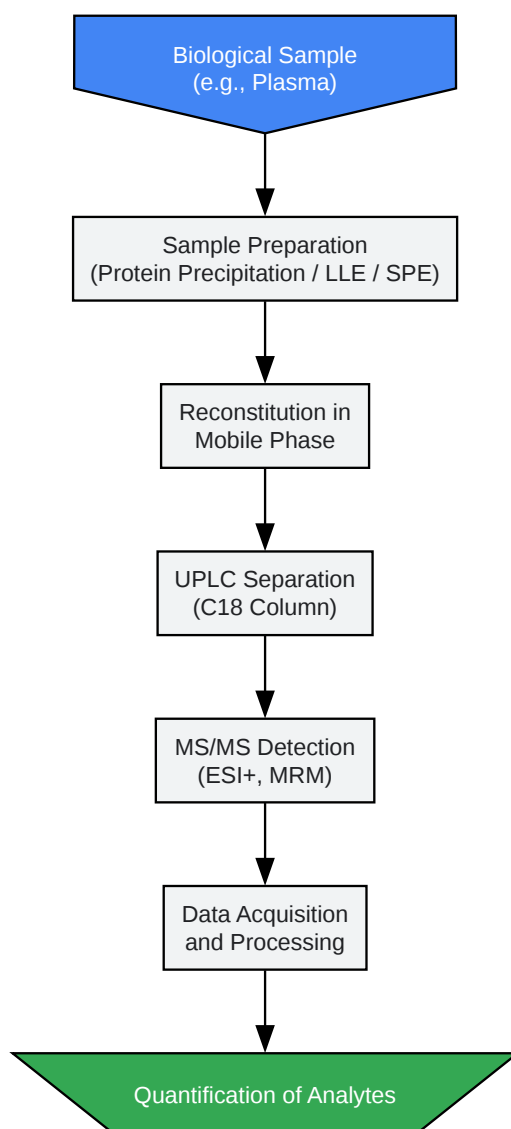 Biological Sample
(e.g., Plasma)
Sample Preparation
(Protein Precipitation / LLE / SPE)
Reconstitution in
Mobile Phase
UPLC Separation
(C18 Column)
MS/MS Detection
(ESI+, MRM)
Data Acquisition
and Processing
Quantification of Analytes